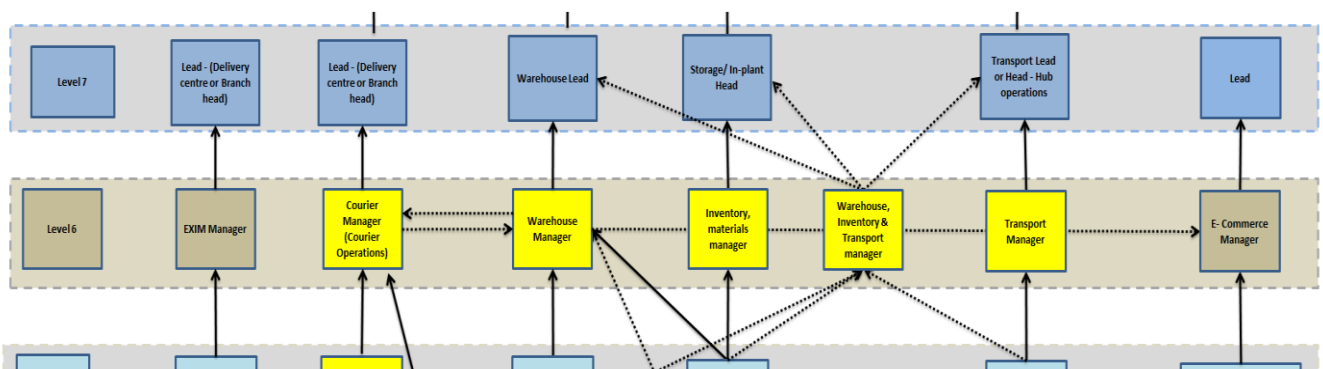 Level 7
Lead - (Delivery
centre or Branch
head)
Lead - (Delivery
centre or Branch
head)
Warehouse Lead
Storage/ In-plant
Head
Transport Lead
or Head - Hub
operations
Lead
Level 6
EXIM Manager
Courier
Manager
(Courier
Operations)
Warehouse
Manager
Inventory,
materials
manager
Warehouse,
Inventory &
Transport
manager
Transport
Manager
E- Commerce
Manager